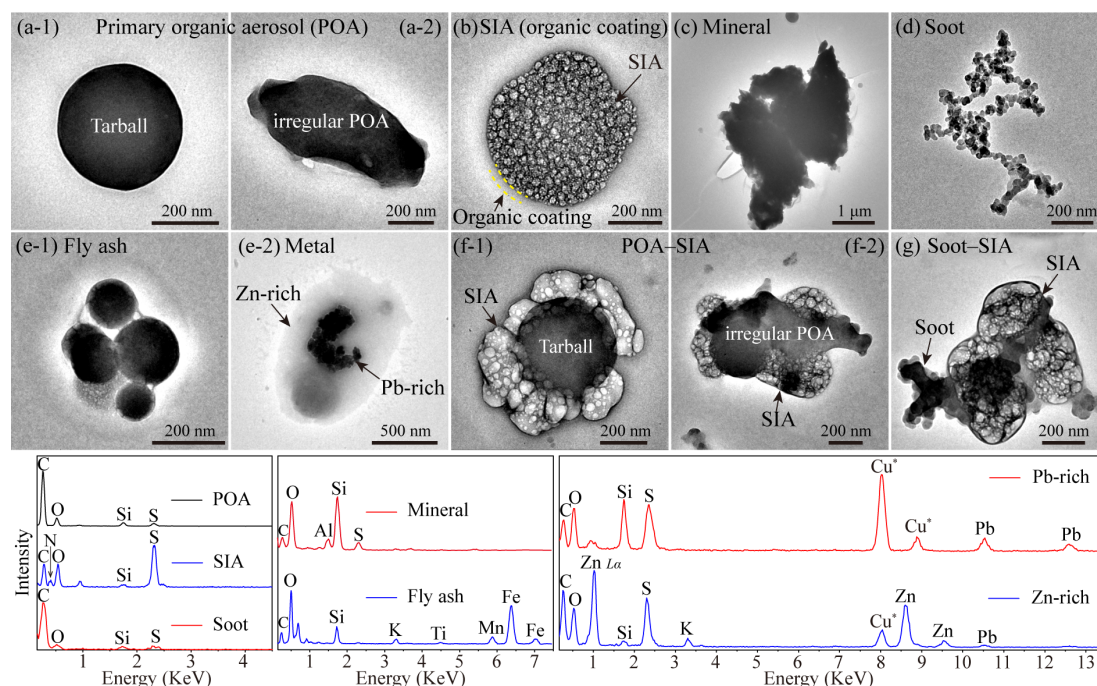 (a-1) Primary organic aerosol (POA) (a-2)
Tarball
200 nm
irregular POA
200 nm
(b) SIA (organic coating)
SIA
Organic coating
200 nm
(c) Mineral
1 μm
(d) Soot
200 nm
(e-1) Fly ash
200 nm
(e-2) Metal
Zn-rich
Pb-rich
500 nm
(f-1) POA–SIA (f-2)
SIA
Tarball
200 nm
irregular POA
SIA
200 nm
(g) Soot–SIA
SIA
Soot
200 nm
Intensity
C
O
Si
S
POA
C
N
O
Si
S
SIA
C
O
Si
S
Soot
1 2 3 4
Energy (KeV)
C
O
Al
Si
S
Mineral
C
O
Si
K
Ti
Mn
Fe
Fe
Fly ash
1 2 3 4 5 6 7
Energy (KeV)
C
O
Si
S
Cu*
Cu*
Pb
Pb
Pb-rich
C
O
Zn Lα
Si
S
K
Cu*
Zn
Zn
Pb
Zn-rich
1 2 3 4 5 6 7 8 9 10 11 12 13
Energy (KeV)